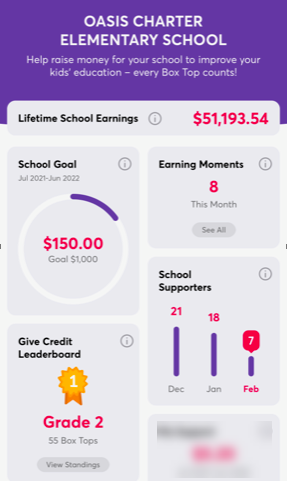 OASIS CHARTER
ELEMENTARY SCHOOL
Help raise money for your school to improve your
kids' education – every Box Top counts!
Lifetime School Earnings
$51,193.54
School Goal
Jul 2021-Jun 2022
$150.00
Goal $1,000
Earning Moments
8
This Month
See All
School
Supporters
21
18
7
Dec
Jan
Feb
Give Credit
Leaderboard
1
Grade 2
55 Box Tops
View Standings